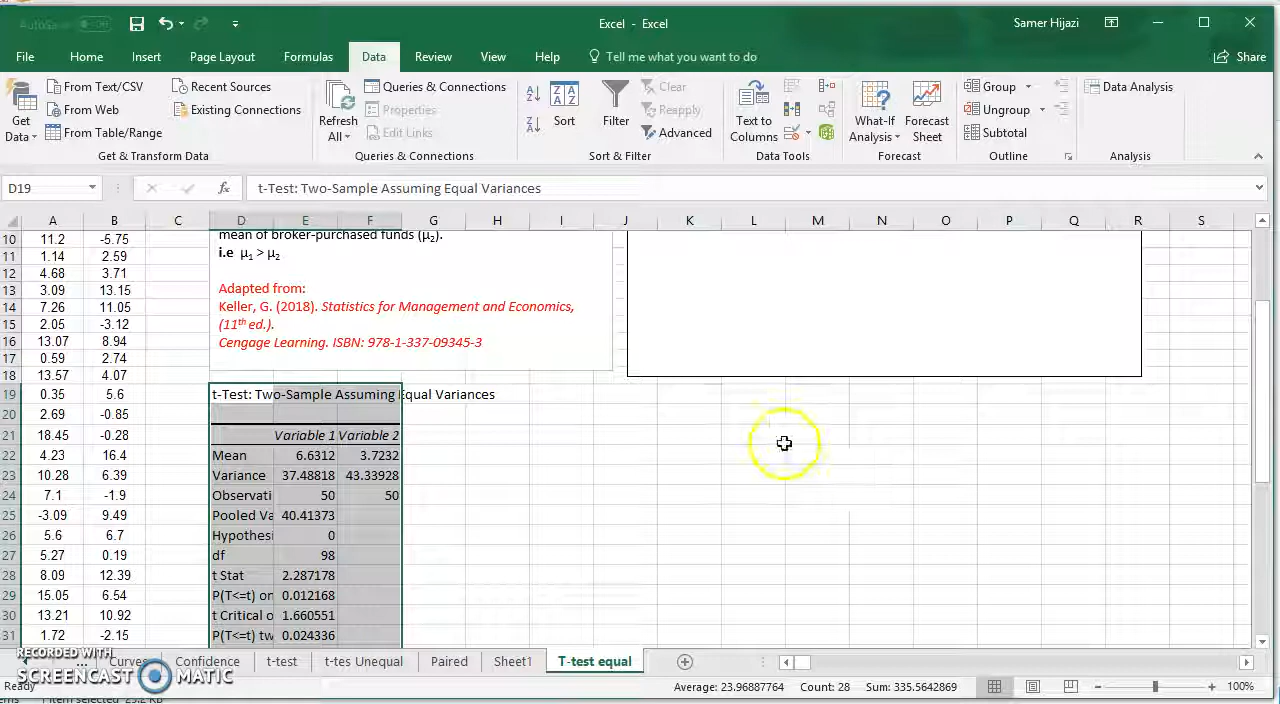 AutoSave
Excel - Excel
Samer Hijazi
File Home Insert Page Layout Formulas Data Review View Help Tell me what you want to do Share
Get Data
From Text/CSV
From Web
From Table/Range
Recent Sources
Existing Connections
Get & Transform Data
Refresh All
Queries & Connections
Properties
Edit Links
Queries & Connections
Sort
Filter
Clear
Reapply
Advanced
Sort & Filter
Text to Columns
Data Tools
What-If Analysis
Forecast Sheet
Forecast
Group
Ungroup
Subtotal
Outline
Data Analysis
Analysis
D19 fx t-Test: Two-Sample Assuming Equal Variances
A B C D E F G H I J K L M N O P Q R S
10 11.2 -5.75 mean of broker-purchased funds (μ₂).
11 1.14 2.59 i.e μ₁ > μ₂
12 4.68 3.71
13 3.09 13.15 Adapted from:
14 7.26 11.05 Keller, G. (2018). Statistics for Management and Economics,
15 2.05 -3.12 (11th ed.).
16 13.07 8.94 Cengage Learning. ISBN: 978-1-337-09345-3
17 0.59 2.74
18 13.57 4.07
19 0.35 5.6 t-Test: Two-Sample Assuming Equal Variances
20 2.69 -0.85
21 18.45 -0.28 Variable 1 Variable 2
22 4.23 16.4 Mean 6.6312 3.7232
23 10.28 6.39 Variance 37.48818 43.33928
24 7.1 -1.9 Observati 50 50
25 -3.09 9.49 Pooled Va 40.41373
26 5.6 6.7 Hypothesi 0
27 5.27 0.19 df 98
28 8.09 12.39 t Stat 2.287178
29 15.05 6.54 P(T<=t) on 0.012168
30 13.21 10.92 t Critical o 1.660551
31 1.72 -2.15 P(T<=t) tw 0.024336
... Curves Confidence t-test t-tes Unequal Paired Sheet1 T-test equal
RECORDED WITH
SCREENCAST MATIC
Ready Average: 23.96887764 Count: 28 Sum: 335.5642869 100%